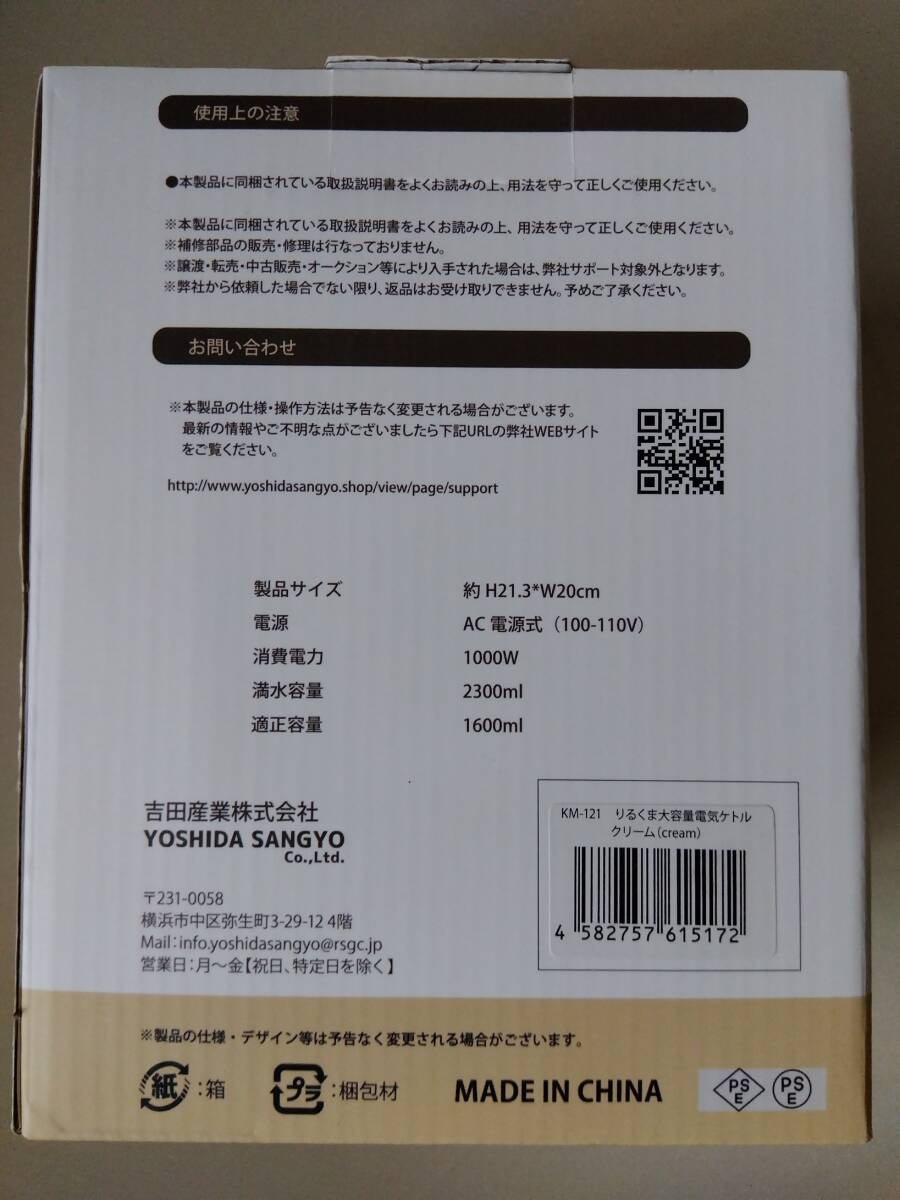 使用上の注意
●本製品に同梱されている取扱説明書をよくお読みの上、用法を守って正しくご使用ください。
※本製品に同梱されている取扱説明書をよくお読みの上、用法を守って正しくご使用ください。
※補修部品の販売・修理は行なっておりません。
※譲渡・転売・中古販売・オークション等により入手された場合は、弊社サポート対象外となります。
※弊社から依頼した場合でない限り、返品はお受け取りできません。予めご了承ください。
お問い合わせ
※本製品の仕様・操作方法は予告なく変更される場合がございます。
最新の情報やご不明な点がございましたら下記URLの弊社WEBサイト
をご覧ください。
http://www.yoshidasangyo.shop/view/page/support
製品サイズ 約 H21.3*W20cm
電源 AC 電源式（100-110V）
消費電力 1000W
満水容量 2300ml
適正容量 1600ml
吉田産業株式会社
YOSHIDA SANGYO
Co.,Ltd.
〒231-0058
横浜市中区弥生町3-29-12 4階
Mail：info.yoshidasangyo@rsgc.jp
営業日：月～金【祝日、特定日を除く】
KM-121 りるくま大容量電気ケトル
クリーム（cream）
4 582757 615172
※製品の仕様・デザイン等は予告なく変更される場合がございます。
紙：箱 プラ：梱包材 MADE IN CHINA PSE PSE